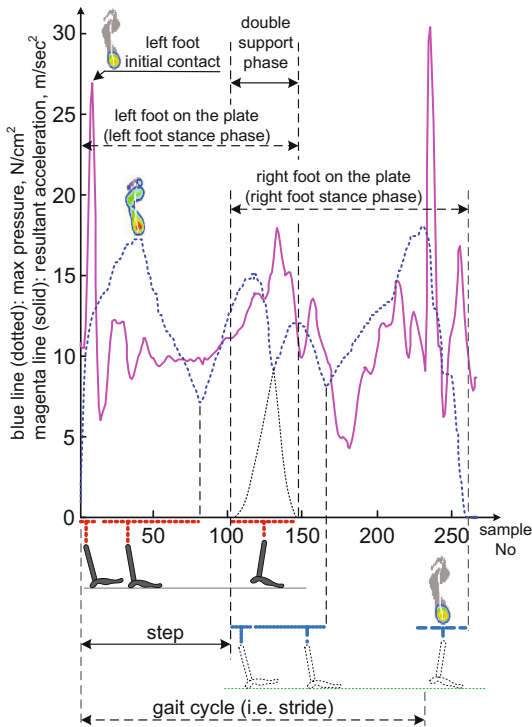 blue line (dotted): max pressure, N/cm²
magenta line (solid): resultant acceleration, m/sec²
30
25
20
15
10
5
0
left foot
initial contact
double
support
phase
left foot on the plate
(left foot stance phase)
right foot on the plate
(right foot stance phase)
50
100
150
200
250
sample
No
step
gait cycle (i.e. stride)